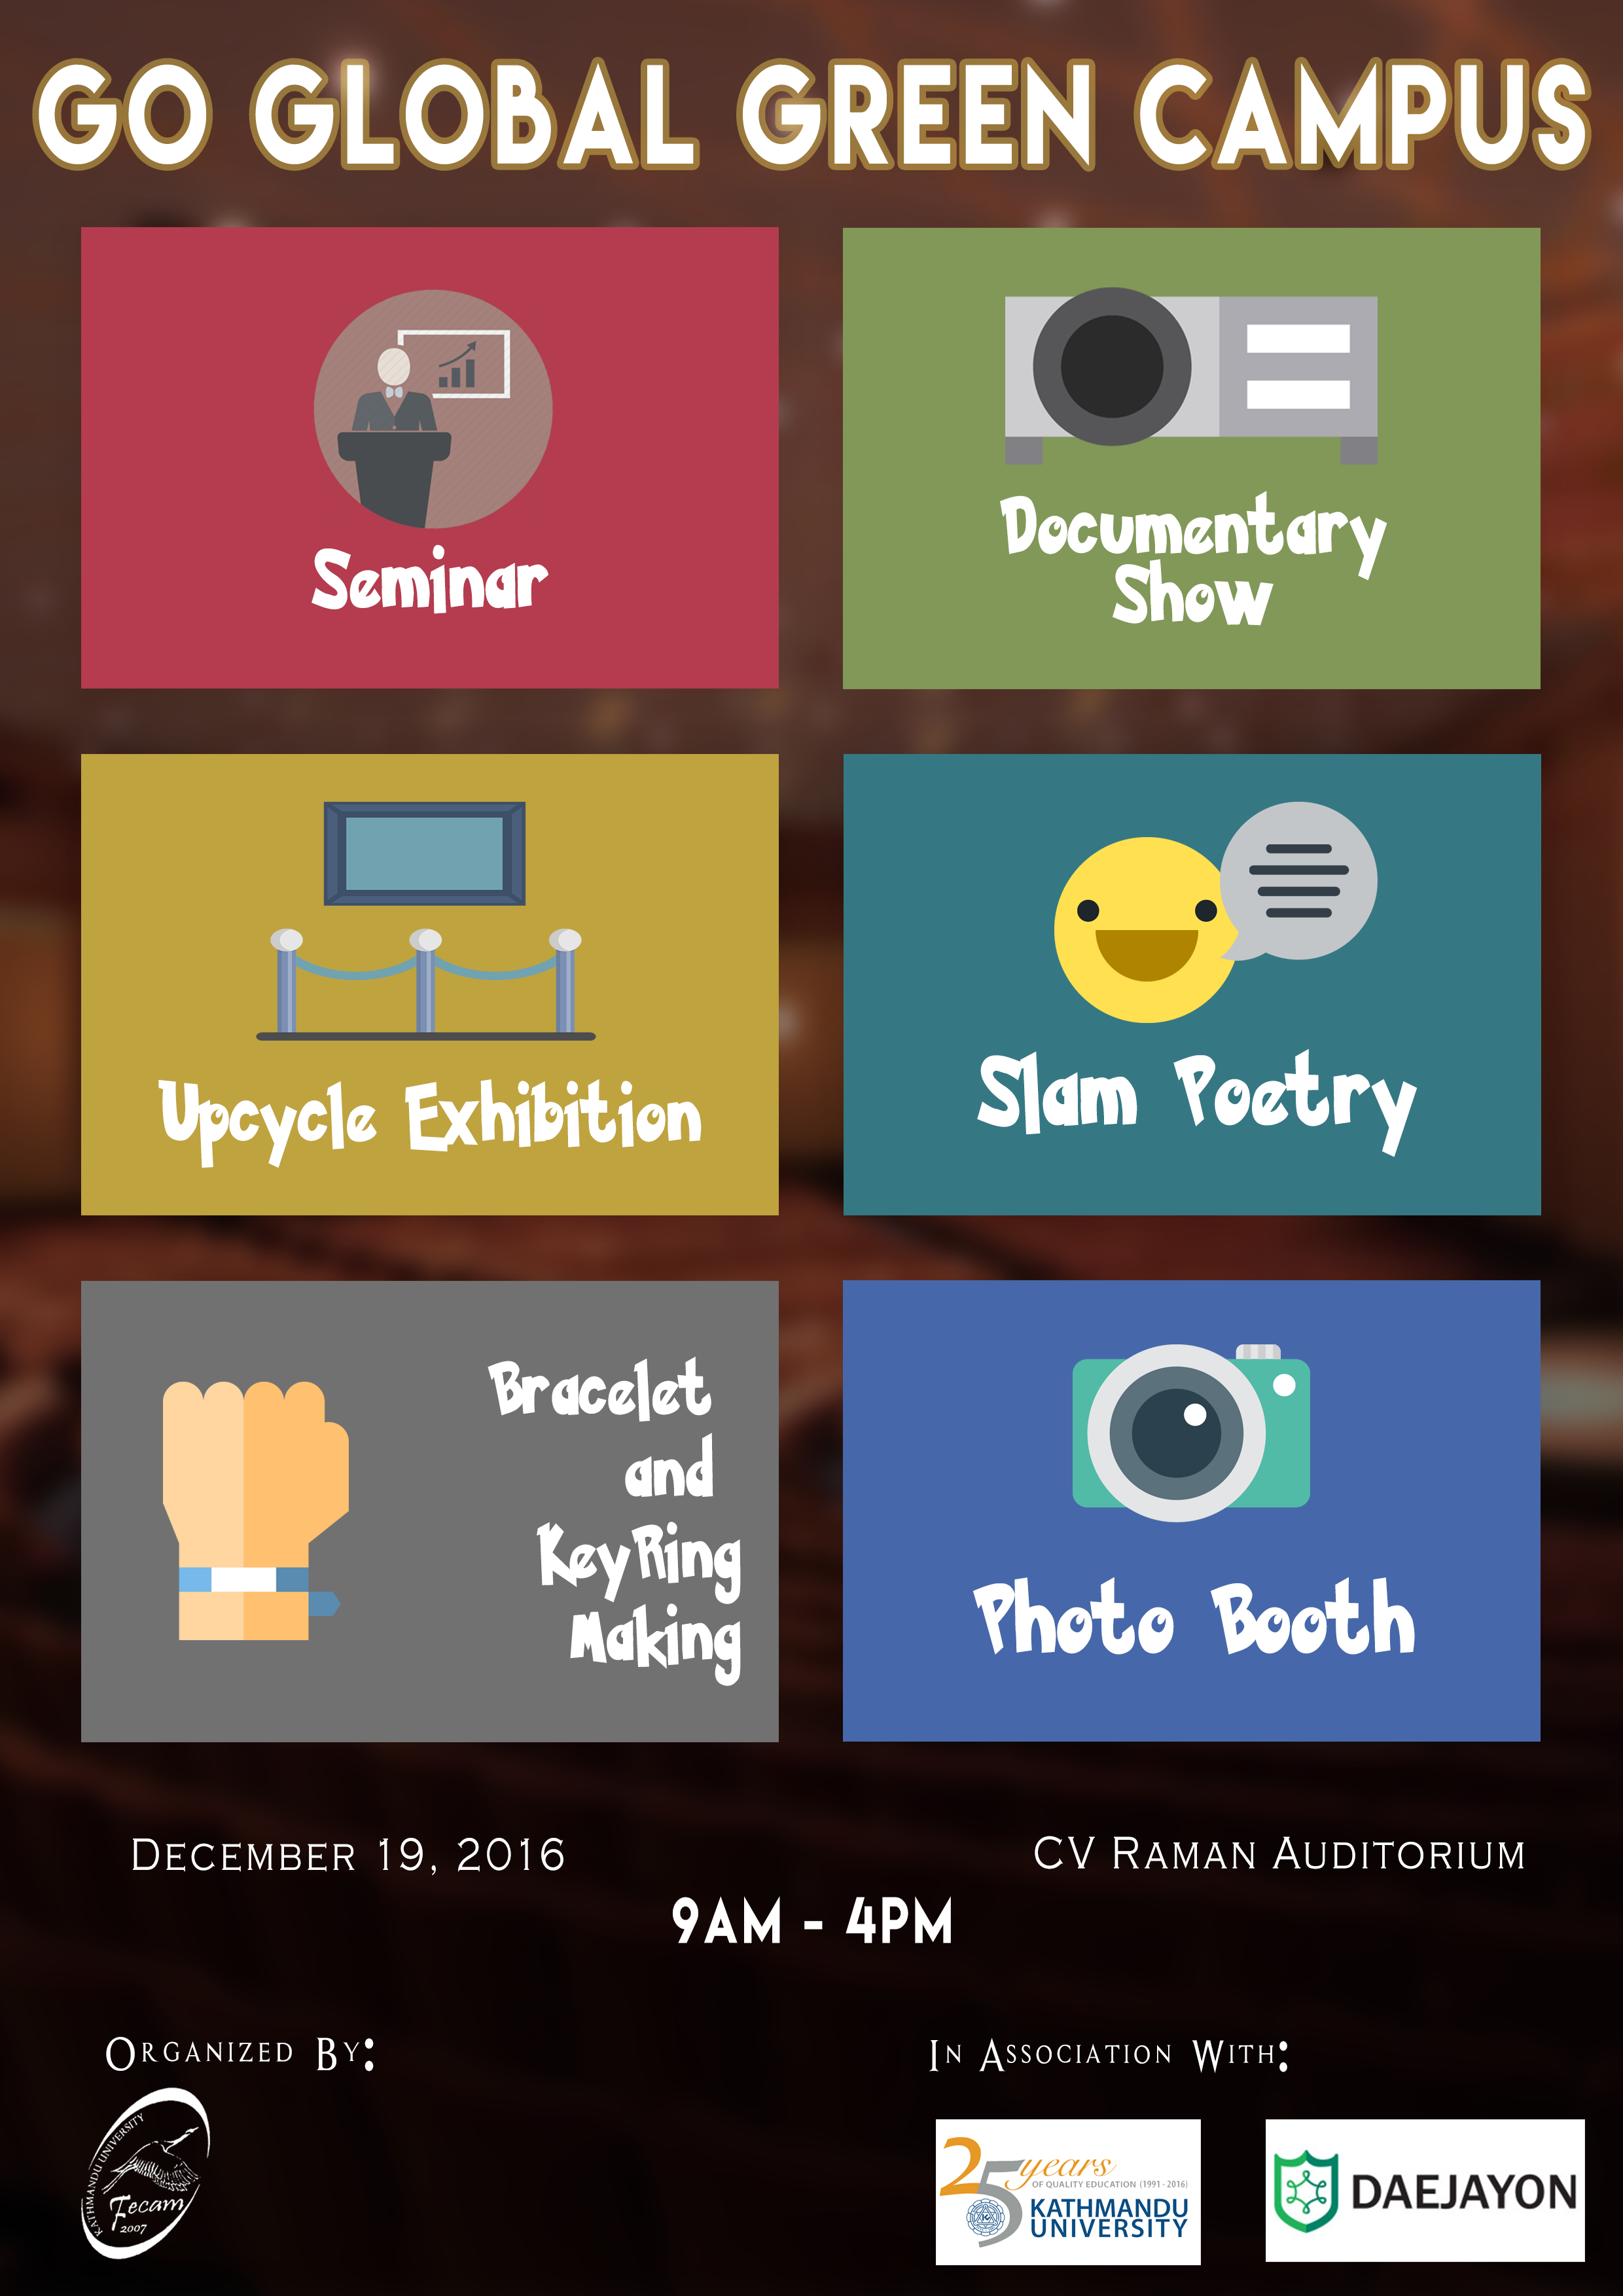 GO GLOBAL GREEN CAMPUS
Seminar
Documentary
Show
Upcycle Exhibition
Slam Poetry
Bracelet
and
KeyRing
Making
Photo Booth
DECEMBER 19, 2016
CV RAMAN AUDITORIUM
9AM - 4PM
ORGANIZED BY:
KATHMANDU UNIVERSITY
Fecam
2007
IN ASSOCIATION WITH:
25 years
OF QUALITY EDUCATION (1991 - 2016)
KATHMANDU
UNIVERSITY
DAEJAYON